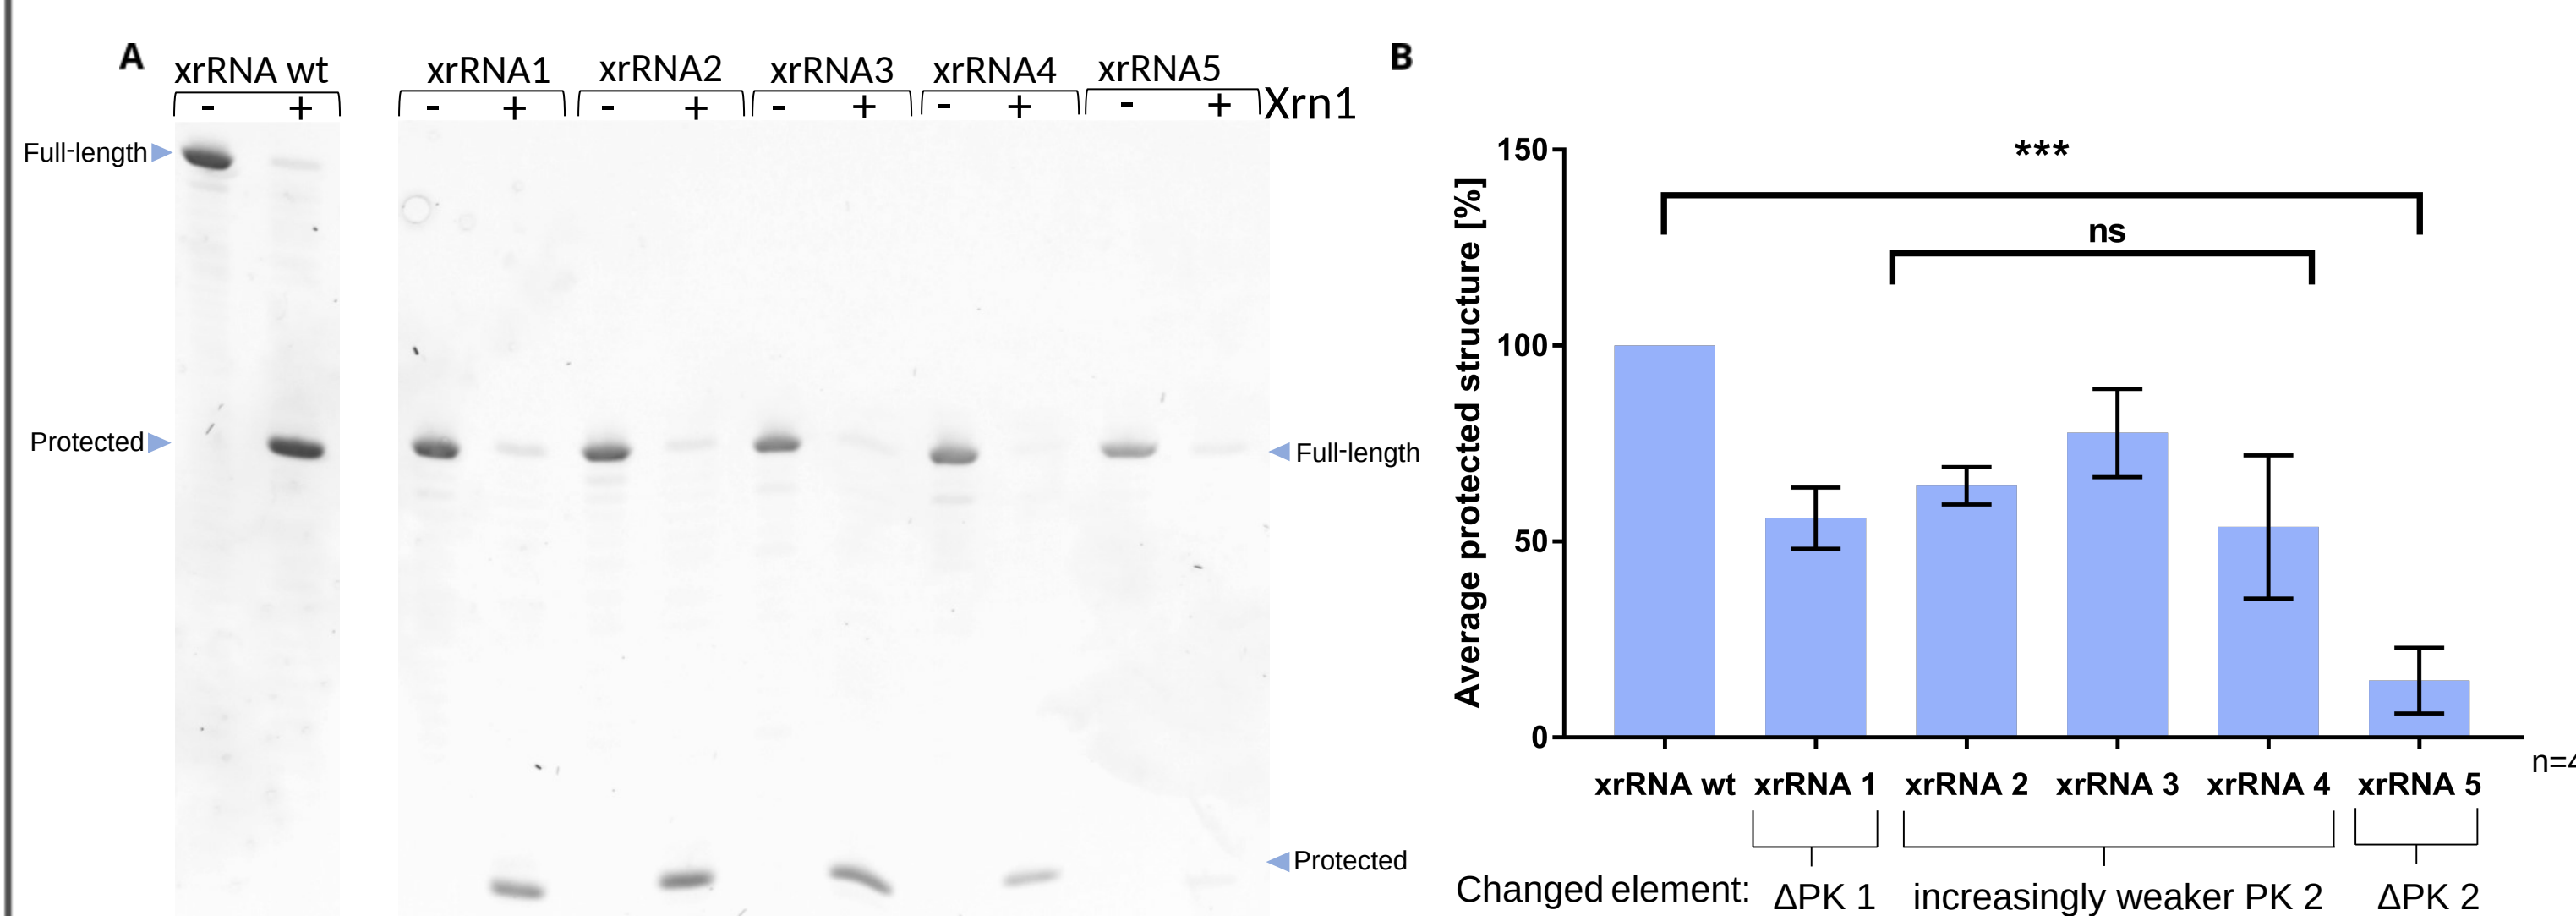 A
xrRNA wt
xrRNA1
xrRNA2
xrRNA3
xrRNA4
xrRNA5
- + - + - + - + - + - + Xrn1
Full-length
Protected
Full-length
Protected
B
Average protected structure [%]
150
100
50
0
***
ns
xrRNA wt
xrRNA 1
xrRNA 2
xrRNA 3
xrRNA 4
xrRNA 5
n=4
Changed element:
ΔPK 1
increasingly weaker PK 2
ΔPK 2